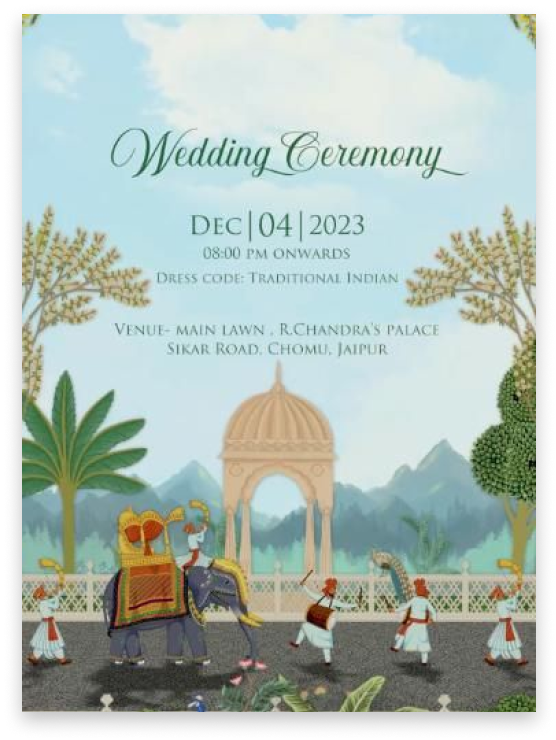 Wedding Ceremony
Dec|04|2023
08:00 pm onwards
Dress code: Traditional Indian
Venue- main lawn , R.Chandra's palace
Sikar Road, Chomu, Jaipur